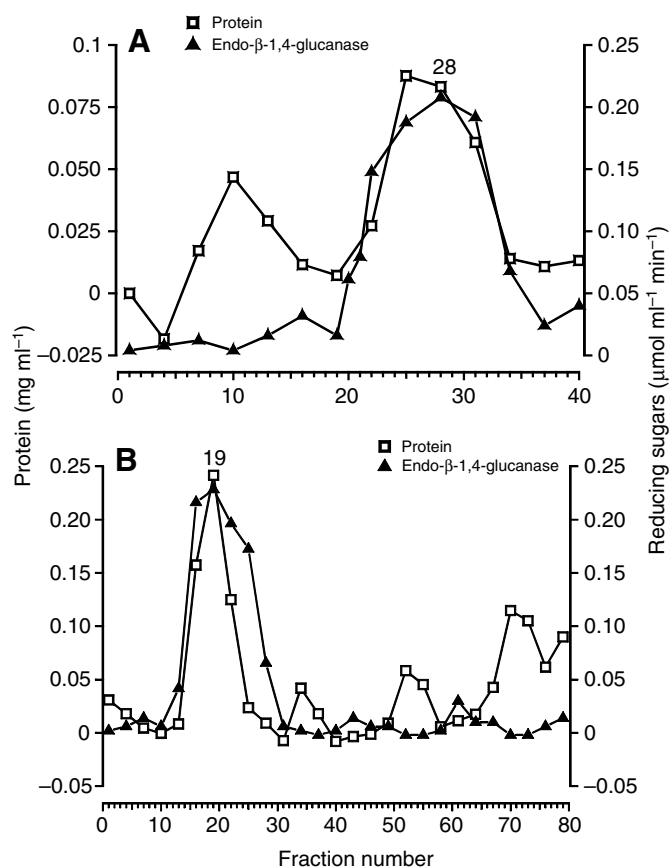 Protein
Endo-β-1,4-glucanase
A
28
0.1
0.075
0.050
0.025
0
–0.025
0.25
0.20
0.15
0.10
0.05
0
0 10 20 30 40
Protein (mg ml–1)
Reducing sugars (μmol ml–1 min–1)
B
19
Protein
Endo-β-1,4-glucanase
0.25
0.20
0.15
0.10
0.05
0
–0.05
0.25
0.20
0.15
0.10
0.05
0
–0.05
0 10 20 30 40 50 60 70 80
Fraction number